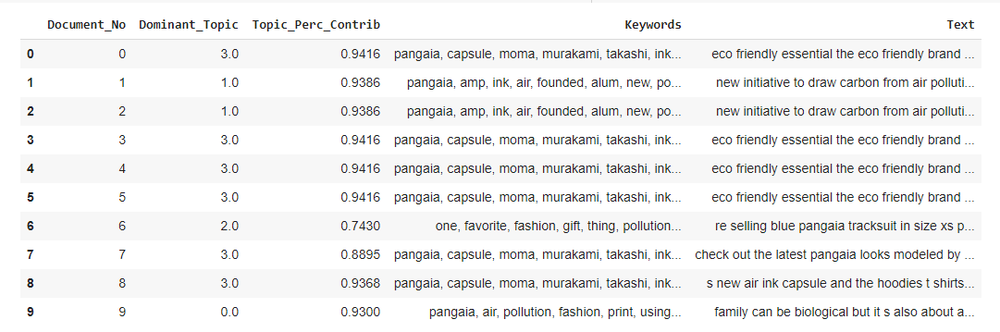 Document_No Dominant_Topic Topic_Perc_Contrib Keywords Text
0 0 3.0 0.9416 pangaia, capsule, moma, murakami, takashi, ink... eco friendly essential the eco friendly brand ...
1 1 1.0 0.9386 pangaia, amp, ink, air, founded, alum, new, po... new initiative to draw carbon from air polluti...
2 2 1.0 0.9386 pangaia, amp, ink, air, founded, alum, new, po... new initiative to draw carbon from air polluti...
3 3 3.0 0.9416 pangaia, capsule, moma, murakami, takashi, ink... eco friendly essential the eco friendly brand ...
4 4 3.0 0.9416 pangaia, capsule, moma, murakami, takashi, ink... eco friendly essential the eco friendly brand ...
5 5 3.0 0.9416 pangaia, capsule, moma, murakami, takashi, ink... eco friendly essential the eco friendly brand ...
6 6 2.0 0.7430 one, favorite, fashion, gift, thing, pollution... re selling blue pangaia tracksuit in size xs p...
7 7 3.0 0.8895 pangaia, capsule, moma, murakami, takashi, ink... check out the latest pangaia looks modeled by ...
8 8 3.0 0.9368 pangaia, capsule, moma, murakami, takashi, ink... s new air ink capsule and the hoodies t shirts...
9 9 0.0 0.9300 pangaia, air, pollution, fashion, print, using... family can be biological but it s also about a...